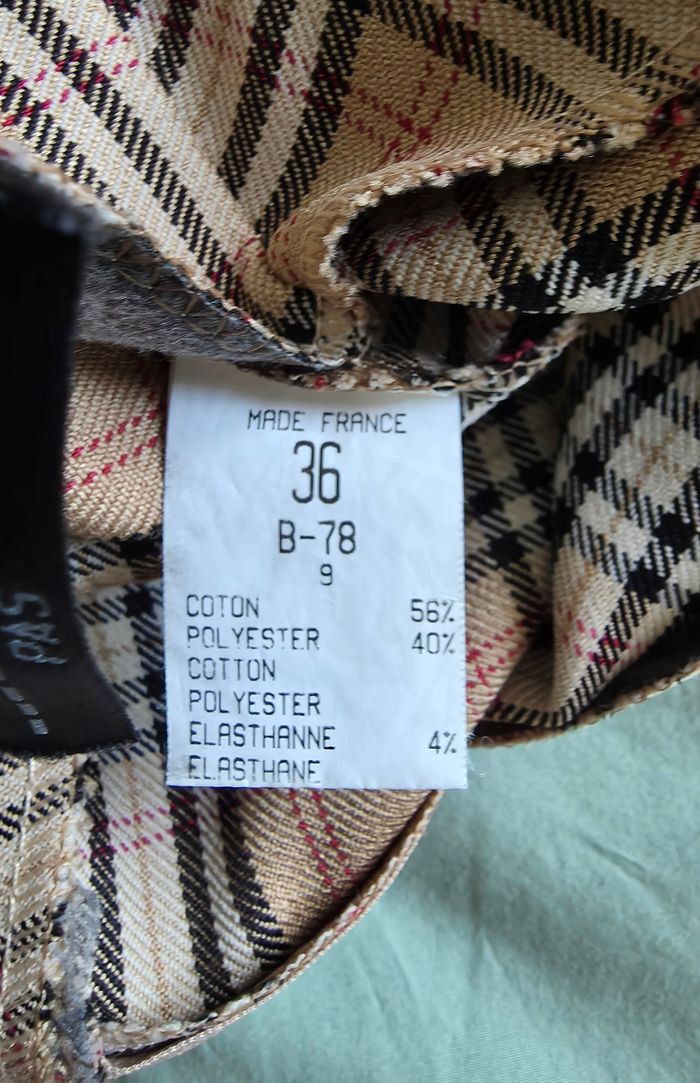 MADE FRANCE
36
B-78
9
COTON 56%
POLYESTER 40%
COTTON
POLYESTER
ELASTHANNE 4%
ELASTHANE